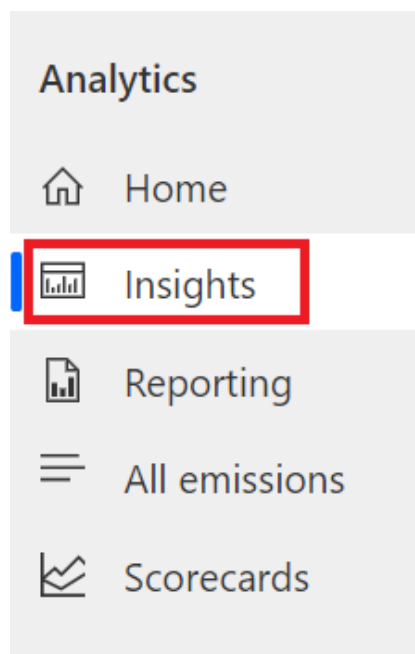 Analytics
Home
Insights
Reporting
All emissions
Scorecards